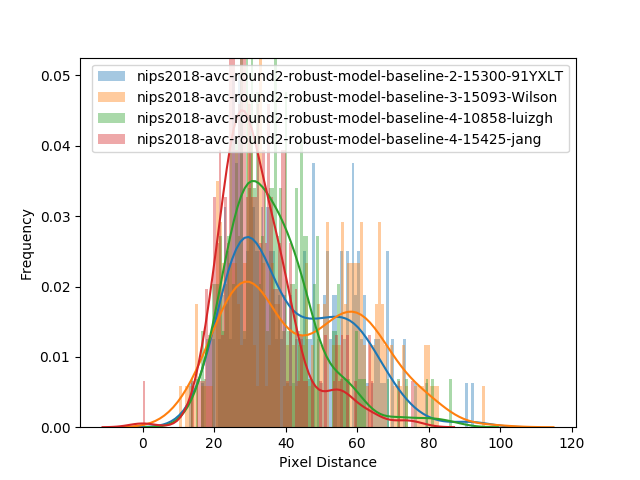 0.05
0.04
0.03
0.02
0.01
0.00
Frequency
nips2018-avc-round2-robust-model-baseline-2-15300-91YXLT
nips2018-avc-round2-robust-model-baseline-3-15093-Wilson
nips2018-avc-round2-robust-model-baseline-4-10858-luizgh
nips2018-avc-round2-robust-model-baseline-4-15425-jang
0 20 40 60 80 100 120
Pixel Distance